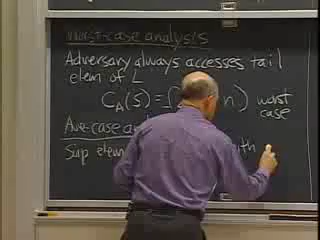 Worst-case analysis
Adversary always accesses tail
elem of L
C_A(S) = n) worst
case
Ave-case
Sup elem